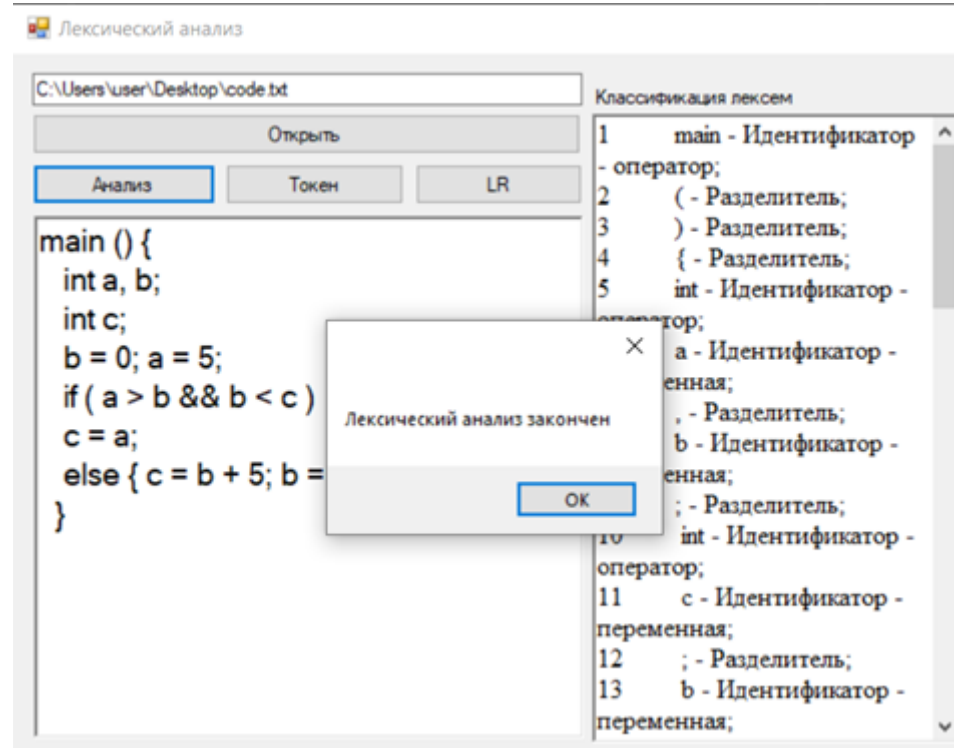 Лексический анализ
C:\Users\user\Desktop\code.txt
Открыть
Анализ Токен LR
main () {
int a, b;
int c;
b = 0; a = 5;
if ( a > b && b < c )
c = a;
else { c = b + 5; b =
}
Лексический анализ закончен
OK
Классификация лексем
1 main - Идентификатор
- оператор;
2 ( - Разделитель;
3 ) - Разделитель;
4 { - Разделитель;
5 int - Идентификатор -
a - Идентификатор -
, - Разделитель;
b - Идентификатор -
; - Разделитель;
10 int - Идентификатор -
оператор;
11 c - Идентификатор -
переменная;
12 ; - Разделитель;
13 b - Идентификатор -
переменная;